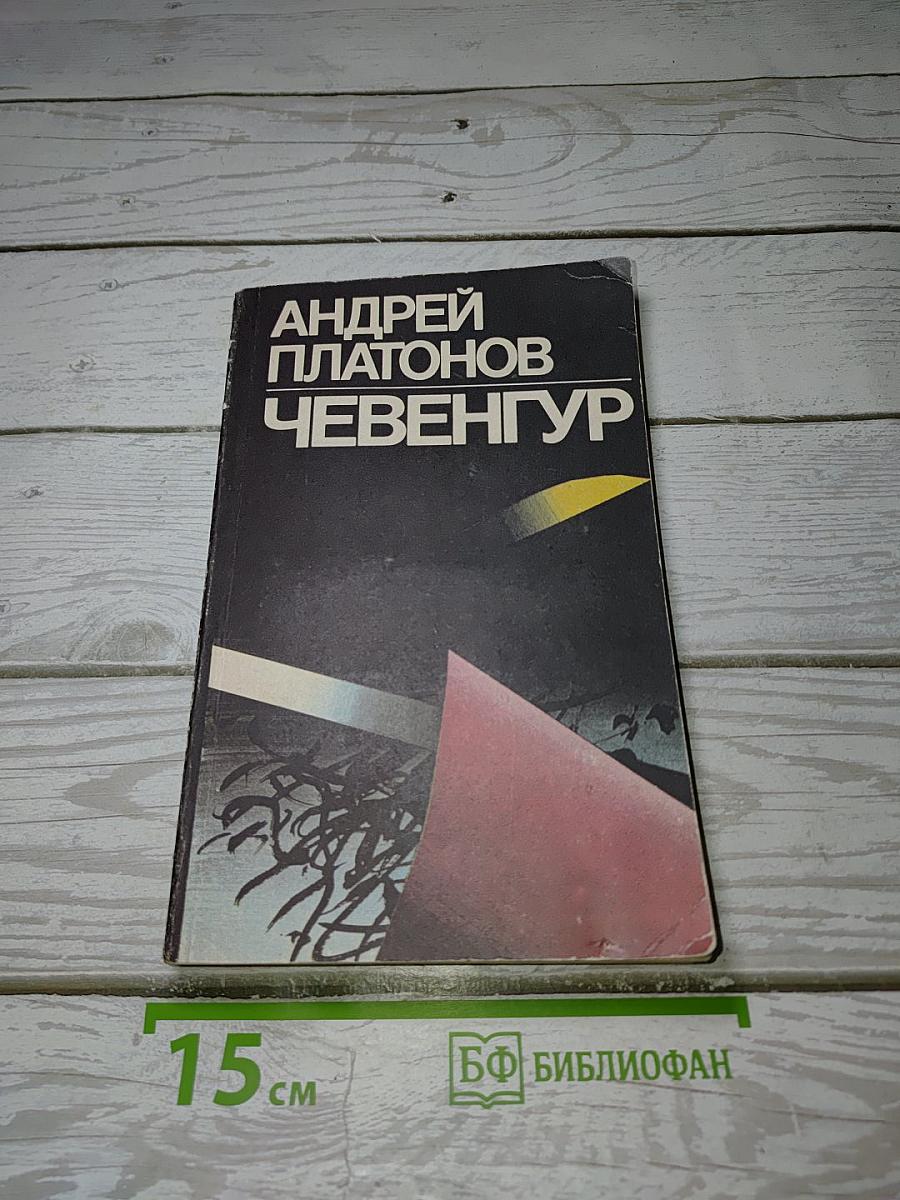 АНДРЕЙ
ПЛАТОНОВ
ЧЕВЕНГУР
15 см
БФ БИБЛИОФАН